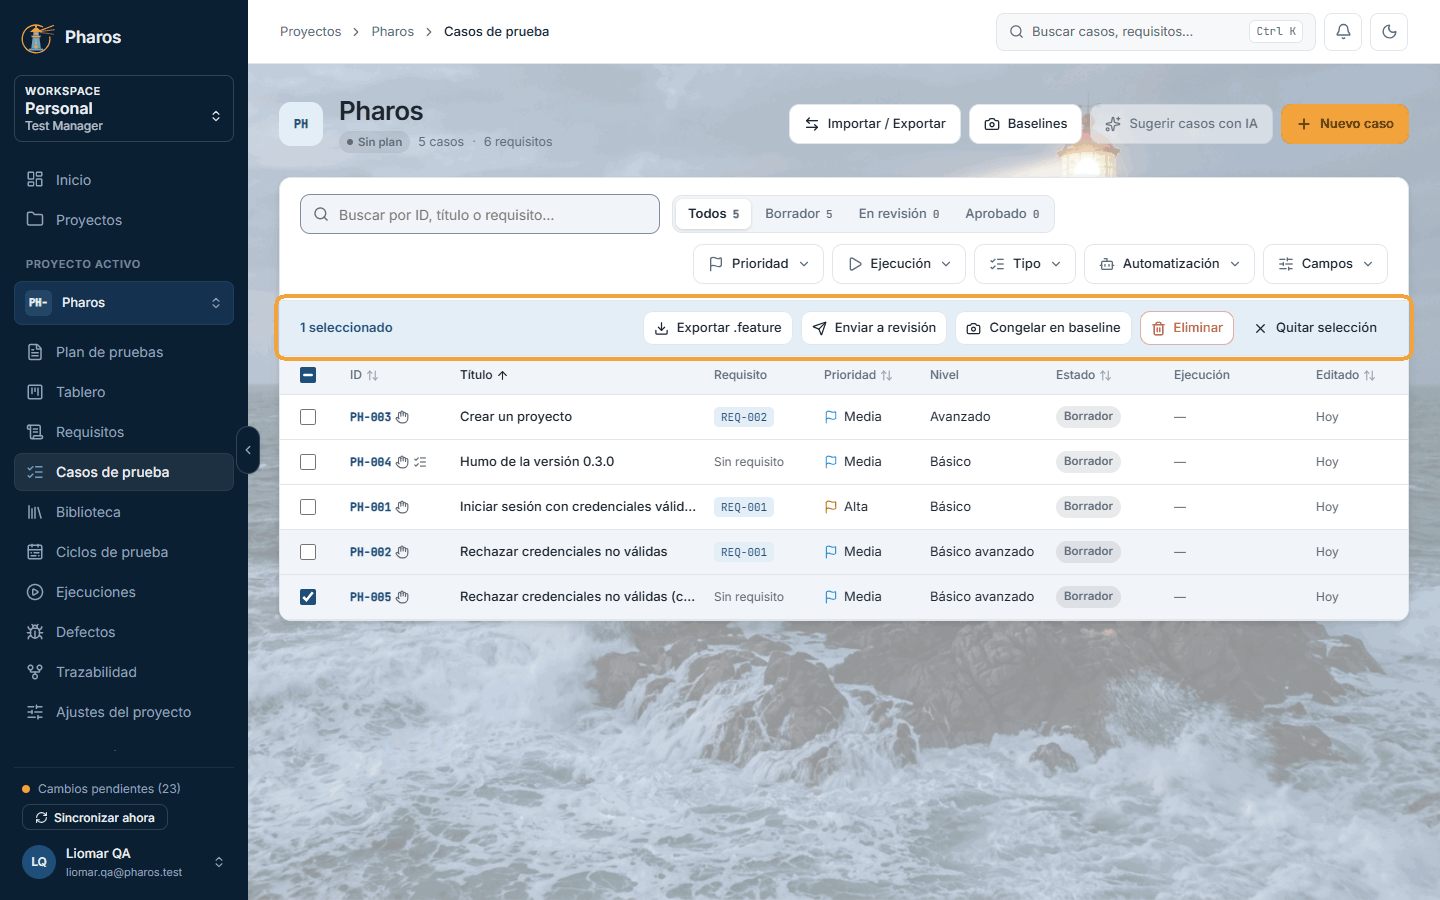 Pharos
WORKSPACE
Personal
Test Manager
Inicio
Proyectos
PROYECTO ACTIVO
PH- Pharos
Plan de pruebas
Tablero
Requisitos
Casos de prueba
Biblioteca
Ciclos de prueba
Ejecuciones
Defectos
Trazabilidad
Ajustes del proyecto
Cambios pendientes (23)
Sincronizar ahora
LQ
Liomar QA
liomar.qa@pharos.test
Proyectos > Pharos > Casos de prueba
Buscar casos, requisitos... Ctrl K
PH
Pharos
Sin plan 5 casos · 6 requisitos
Importar / Exportar Baselines Sugerir casos con IA + Nuevo caso
Buscar por ID, título o requisito... Todos 5 Borrador 5 En revisión 0 Aprobado 0
Prioridad Ejecución Tipo Automatización Campos
1 seleccionado Exportar .feature Enviar a revisión Congelar en baseline Eliminar Quitar selección
ID Título Requisito Prioridad Nivel Estado Ejecución Editado
PH-003 Crear un proyecto REQ-002 Media Avanzado Borrador — Hoy
PH-004 Humo de la versión 0.3.0 Sin requisito Media Básico Borrador — Hoy
PH-001 Iniciar sesión con credenciales válid... REQ-001 Alta Básico Borrador — Hoy
PH-002 Rechazar credenciales no válidas REQ-001 Media Básico avanzado Borrador — Hoy
PH-005 Rechazar credenciales no válidas (c... Sin requisito Media Básico avanzado Borrador — Hoy